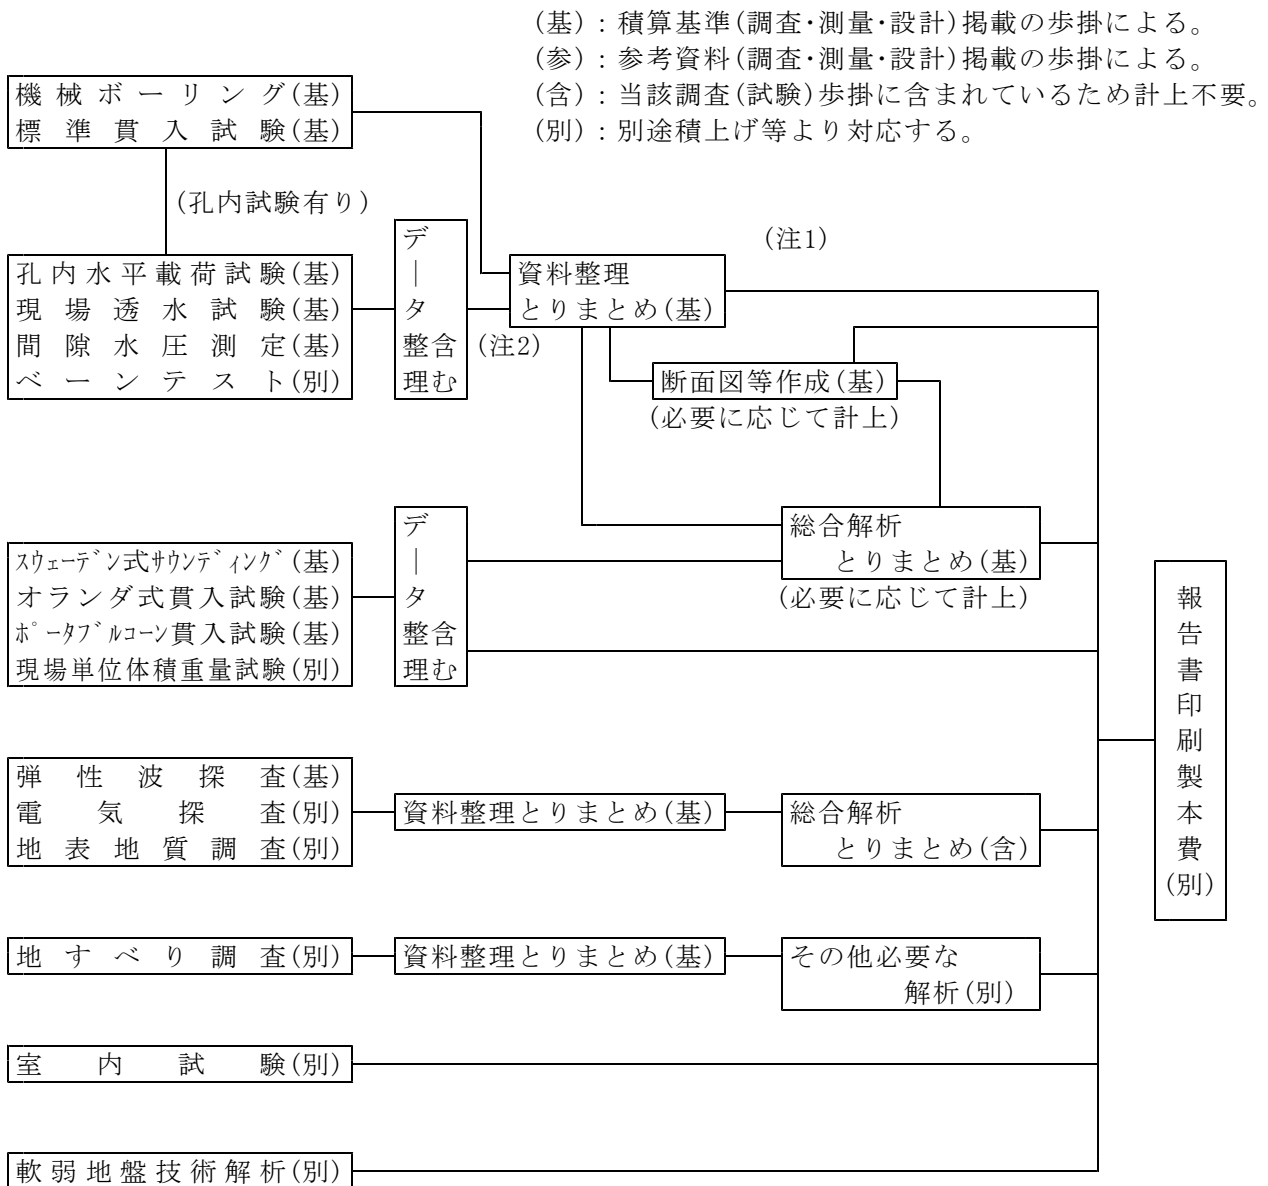 (基)：積算基準(調査･測量･設計)掲載の歩掛による。
(参)：参考資料(調査･測量･設計)掲載の歩掛による。
(含)：当該調査(試験)歩掛に含まれているため計上不要。
(別)：別途積上げ等より対応する。
機械ボーリング(基)
標準貫入試験(基)
(孔内試験有り)
孔内水平載荷試験(基)
現場透水試験(基)
間隙水圧測定(基)
ベーンテスト(別)
データ整理
含む
(注2)
資料整理
とりまとめ(基)
(注1)
断面図等作成(基)
(必要に応じて計上)
総合解析
とりまとめ(基)
(必要に応じて計上)
ｽｳｪｰﾃﾞﾝ式ｻｳﾝﾃﾞｨﾝｸﾞ(基)
オランダ式貫入試験(基)
ﾎﾟｰﾀﾌﾞﾙｺｰﾝ貫入試験(基)
現場単位体積重量試験(別)
データ整理
含む
弾性波探査(基)
電気探査(別)
地表地質調査(別)
資料整理とりまとめ(基)
総合解析
とりまとめ(含)
地すべり調査(別)
資料整理とりまとめ(基)
その他必要な
解析(別)
室内試験(別)
軟弱地盤技術解析(別)
報告書印刷製本費(別)